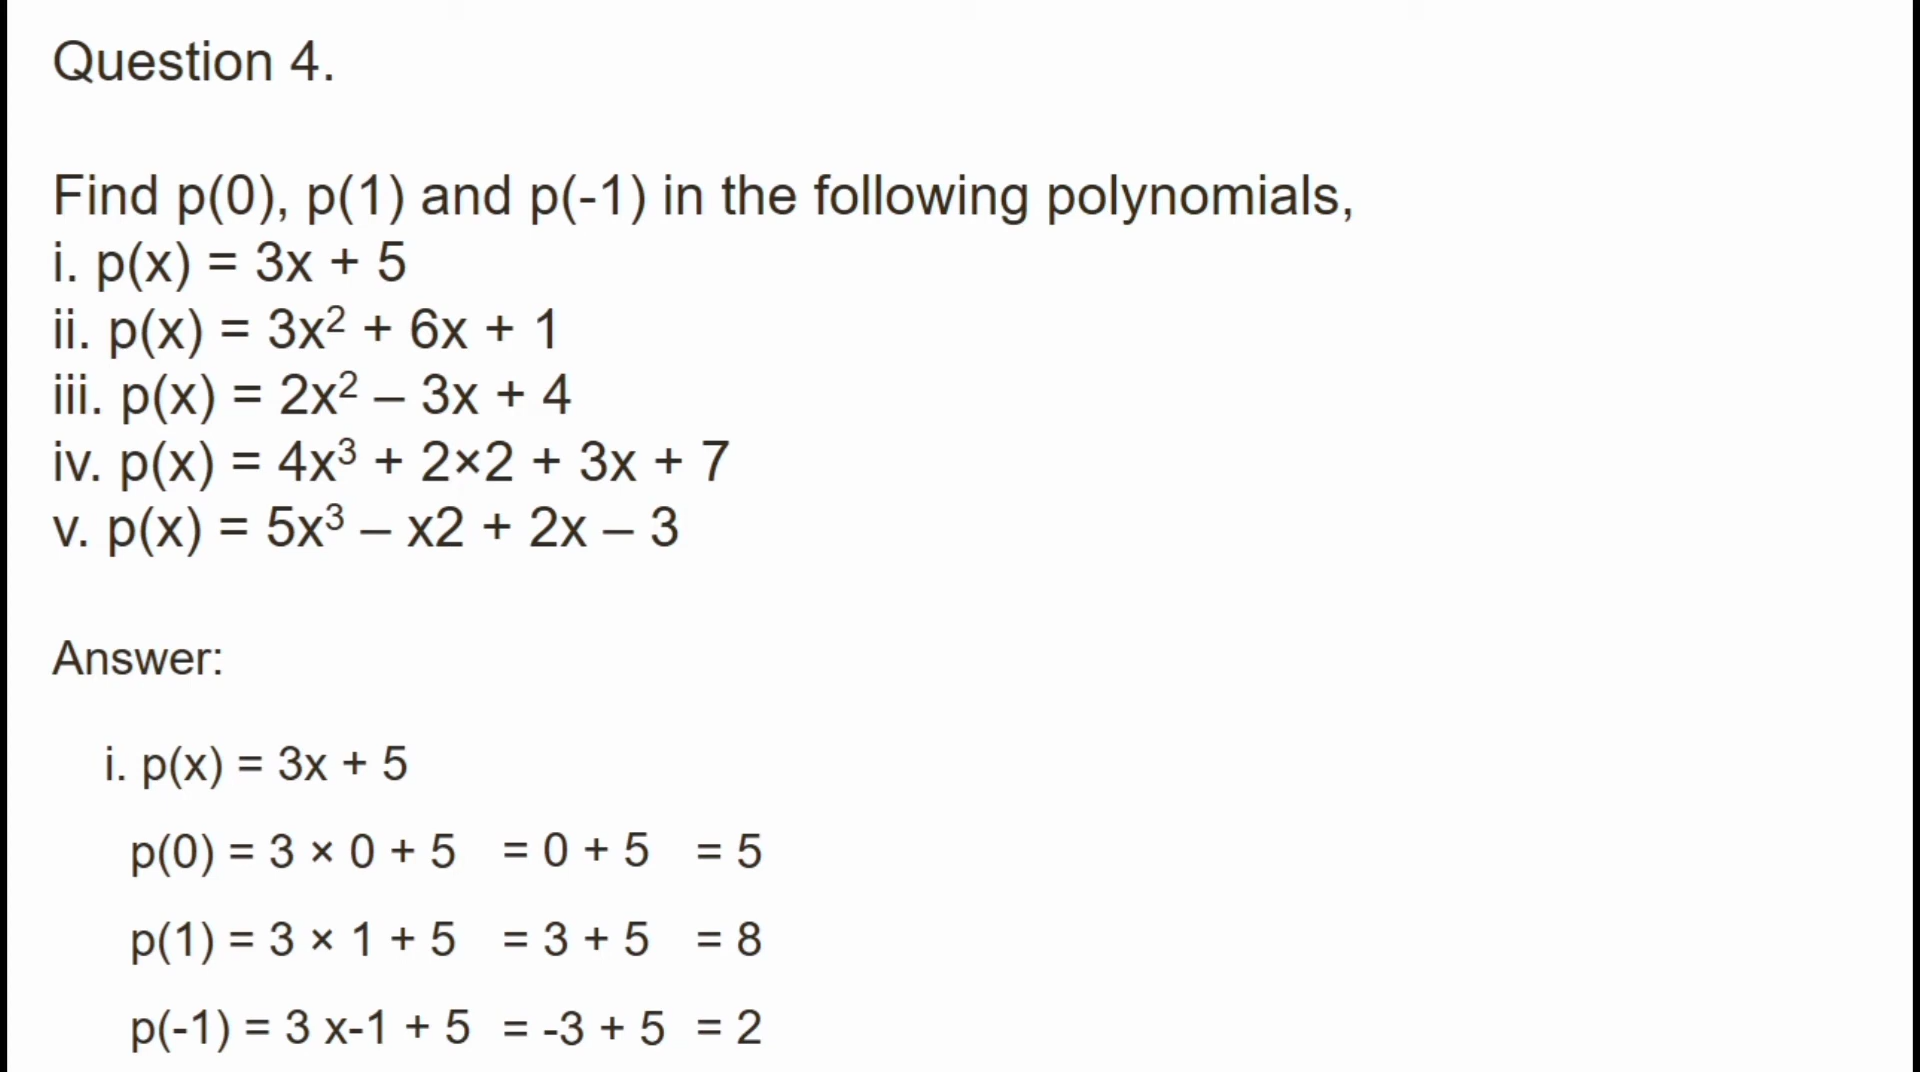 Question 4.
Find p(0), p(1) and p(-1) in the following polynomials,
i. p(x) = 3x + 5
ii. p(x) = 3x² + 6x + 1
iii. p(x) = 2x² – 3x + 4
iv. p(x) = 4x³ + 2×2 + 3x + 7
v. p(x) = 5x³ – x2 + 2x – 3
Answer:
i. p(x) = 3x + 5
p(0) = 3 × 0 + 5 = 0 + 5 = 5
p(1) = 3 × 1 + 5 = 3 + 5 = 8
p(-1) = 3 x-1 + 5 = -3 + 5 = 2